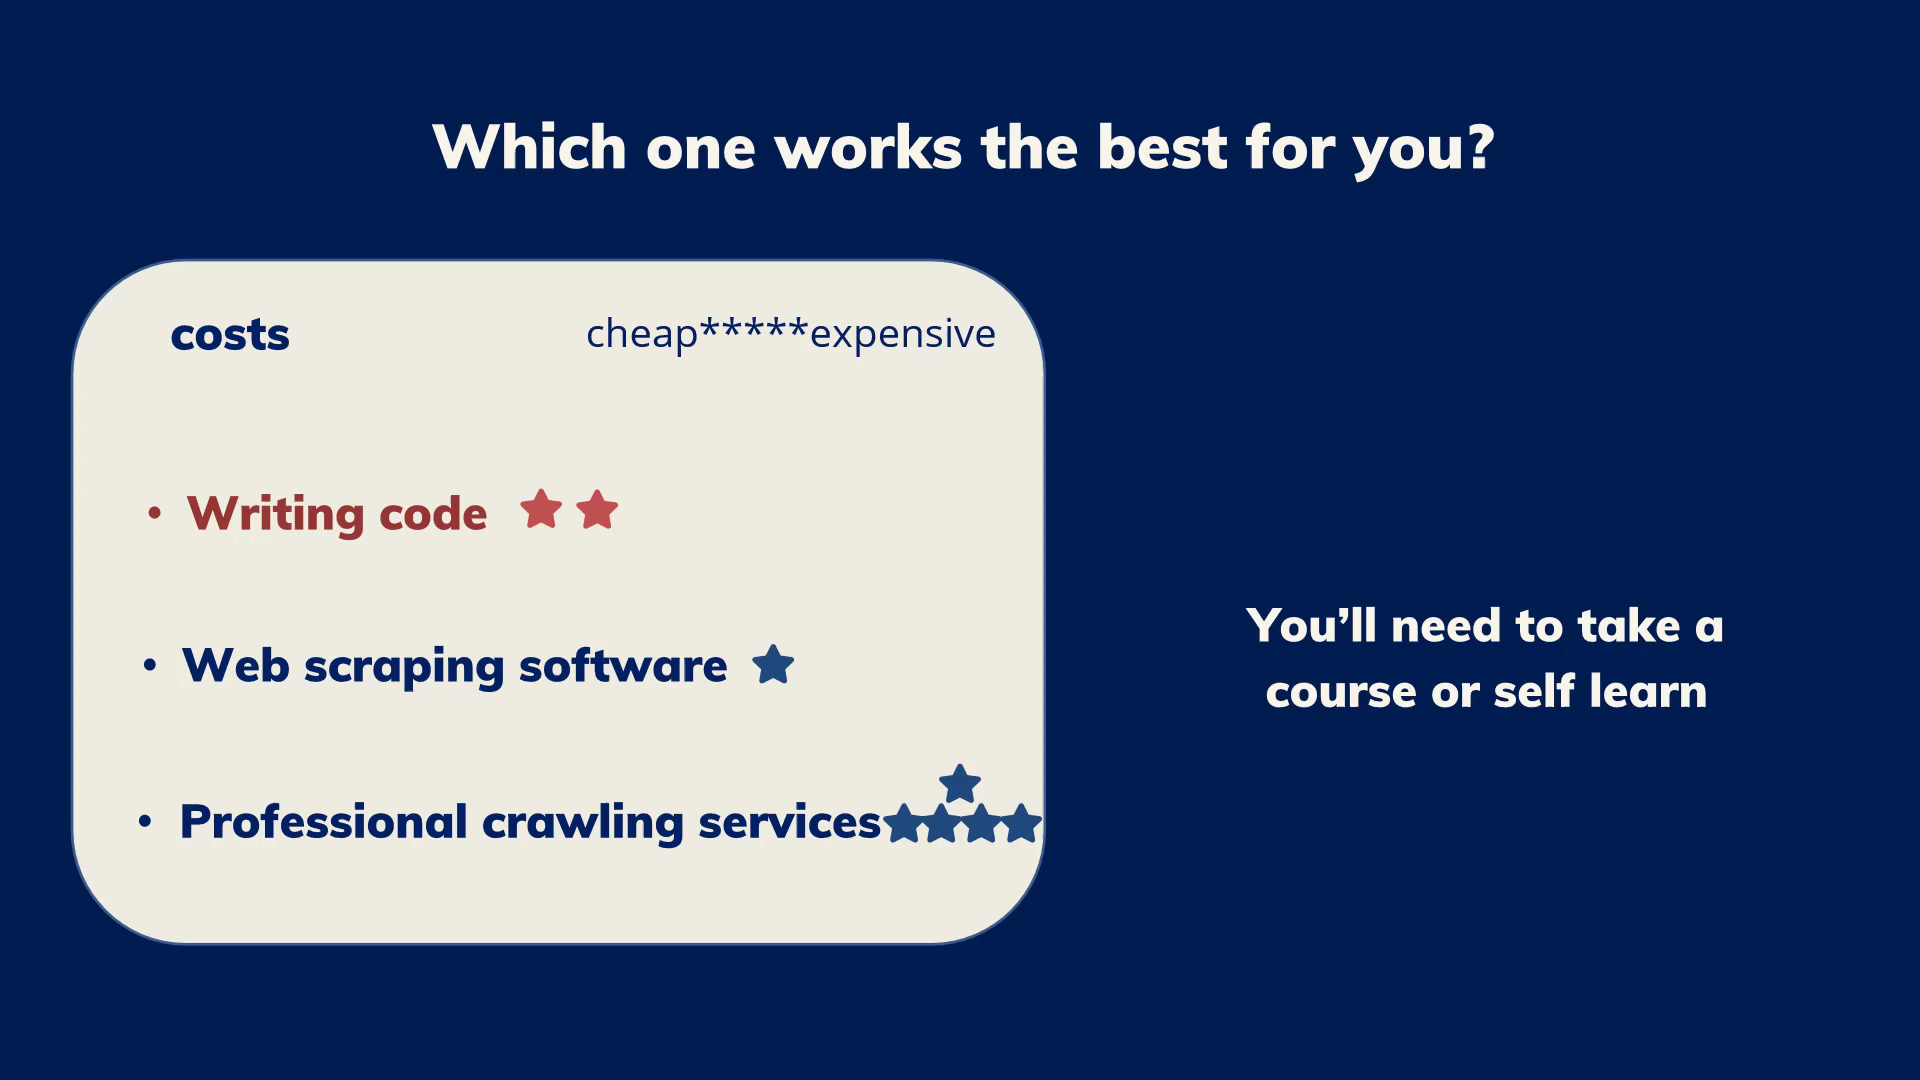 Which one works the best for you?
costs cheap*****expensive
• Writing code
• Web scraping software
• Professional crawling services
You’ll need to take a
course or self learn